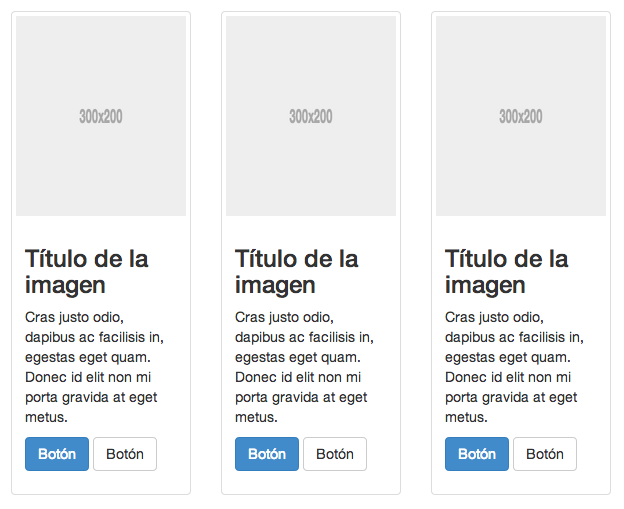 300x200
Título de la
imagen
Cras justo odio,
dapibus ac facilisis in,
egestas eget quam.
Donec id elit non mi
porta gravida at eget
metus.
Botón Botón
300x200
Título de la
imagen
Cras justo odio,
dapibus ac facilisis in,
egestas eget quam.
Donec id elit non mi
porta gravida at eget
metus.
Botón Botón
300x200
Título de la
imagen
Cras justo odio,
dapibus ac facilisis in,
egestas eget quam.
Donec id elit non mi
porta gravida at eget
metus.
Botón Botón